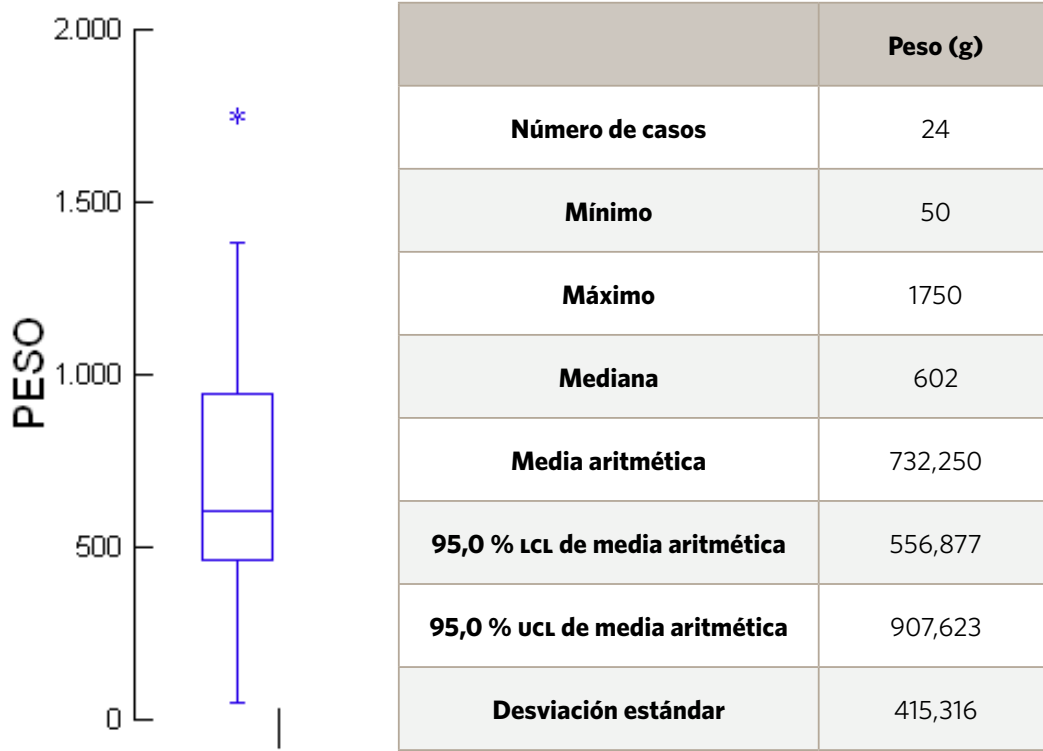 2.000
1.500
1.000
500
0
PESO
Peso (g)
Número de casos 24
Mínimo 50
Máximo 1750
Mediana 602
Media aritmética 732,250
95,0 % LCL de media aritmética 556,877
95,0 % UCL de media aritmética 907,623
Desviación estándar 415,316